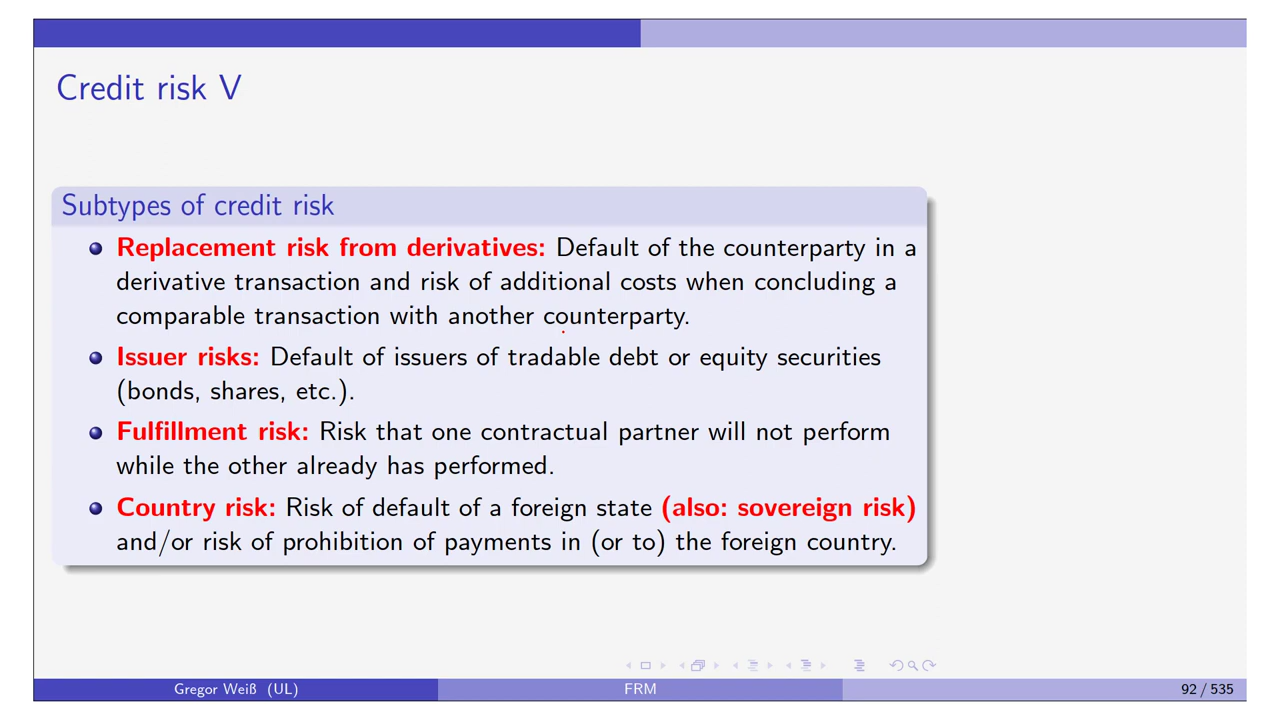 Credit risk V
Subtypes of credit risk
Replacement risk from derivatives: Default of the counterparty in a
derivative transaction and risk of additional costs when concluding a
comparable transaction with another counterparty.
Issuer risks: Default of issuers of tradable debt or equity securities
(bonds, shares, etc.).
Fulfillment risk: Risk that one contractual partner will not perform
while the other already has performed.
Country risk: Risk of default of a foreign state (also: sovereign risk)
and/or risk of prohibition of payments in (or to) the foreign country.
Gregor Weiß (UL) FRM 92 / 535